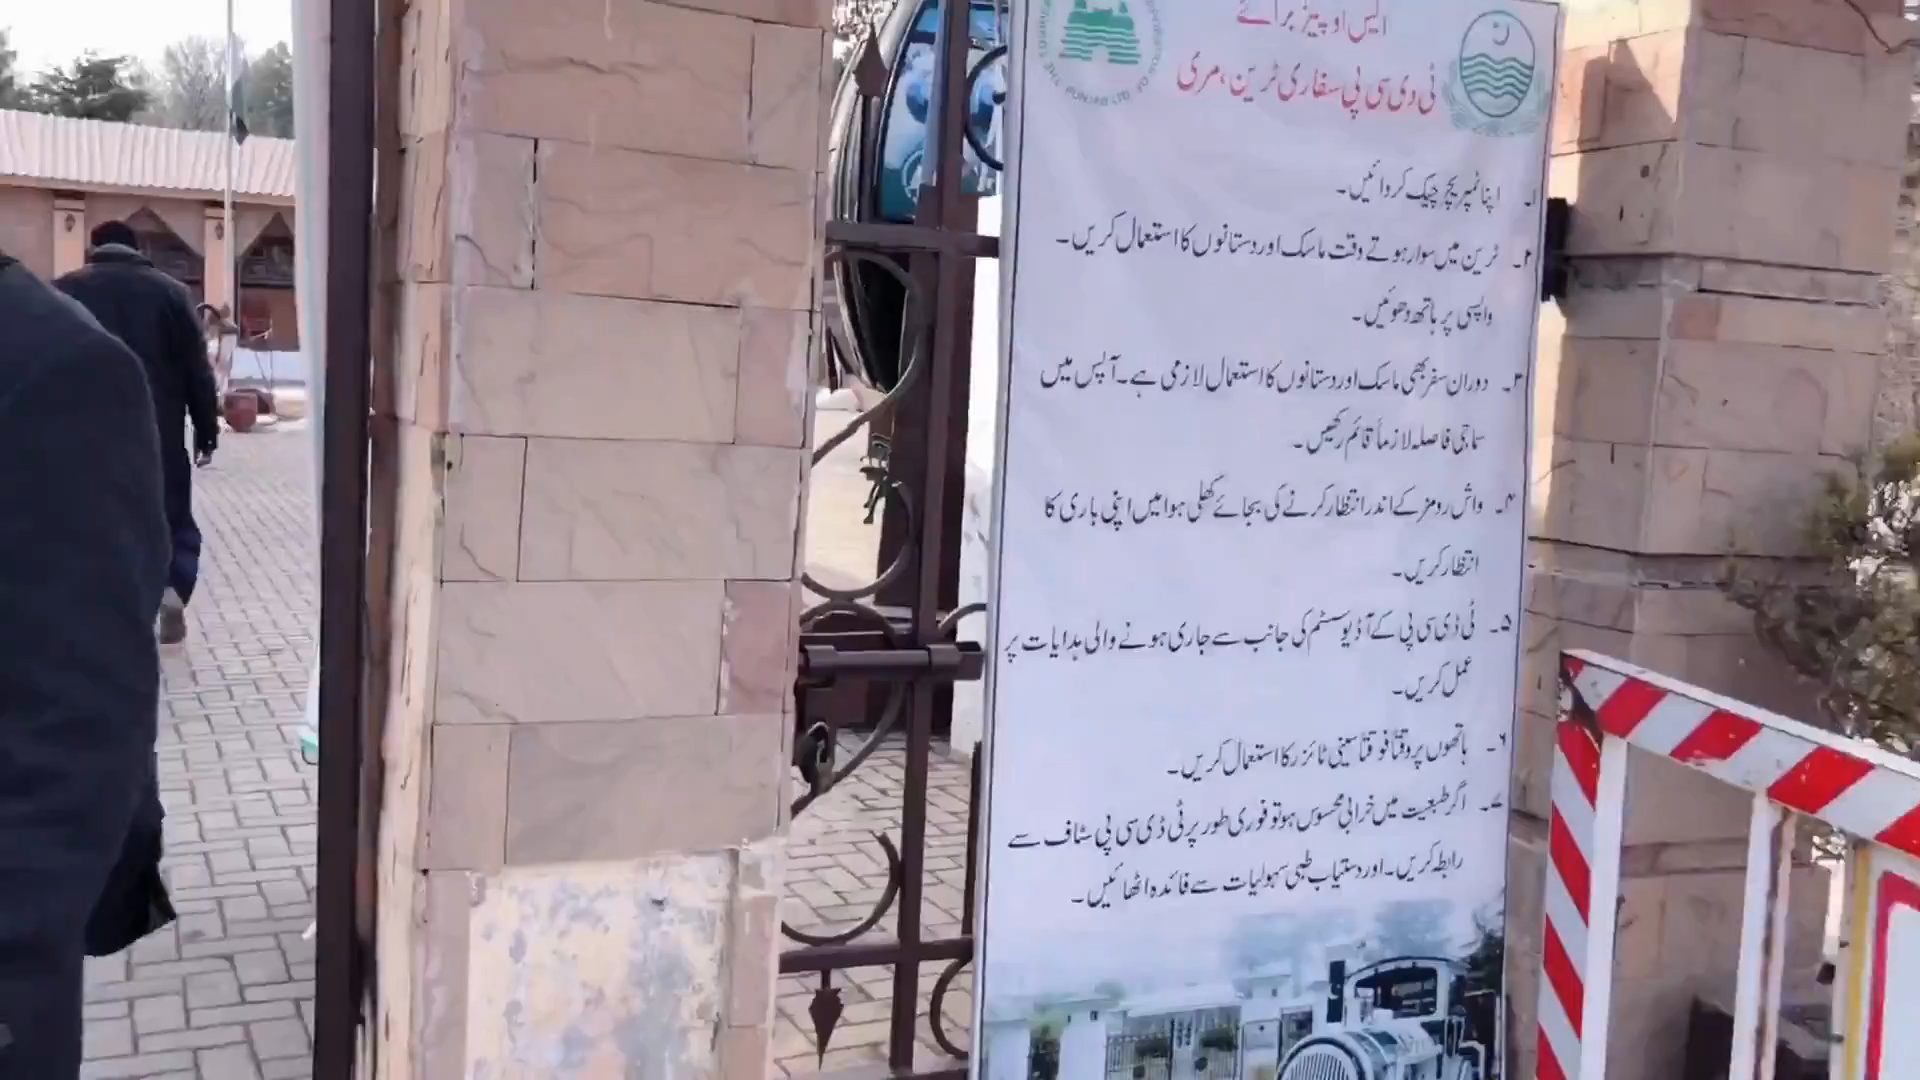 ایس او پیز برائے
ٹی ڈی سی پی سفاری ٹرین، مری
PUNJAB LTD.
۱۔ اپنا ٹمپریچر چیک کروائیں۔
۲۔ ٹرین میں سوار ہوتے وقت ماسک اور دستانوں کا استعمال کریں۔
واپسی پر ہاتھ دھوئیں۔
۳۔ دوران سفر بھی ماسک اور دستانوں کا استعمال لازمی ہے۔ آپس میں
سماجی فاصلہ لازماً قائم رکھیں۔
۴۔ واش رومز کے اندر انتظار کرنے کی بجائے کھلی ہوا میں اپنی باری کا
انتظار کریں۔
۵۔ ٹی ڈی سی پی کے آڈیو سسٹم کی جانب سے جاری ہونے والی ہدایات پر
عمل کریں۔
۶۔ ہاتھوں پر وقتاً فوقتاً سینی ٹائزر کا استعمال کریں۔
۷۔ اگر طبیعت میں خرابی محسوس ہو تو فوری طور پر ٹی ڈی سی پی سٹاف سے
رابطہ کریں۔ اور دستیاب طبی سہولیات سے فائدہ اٹھائیں۔